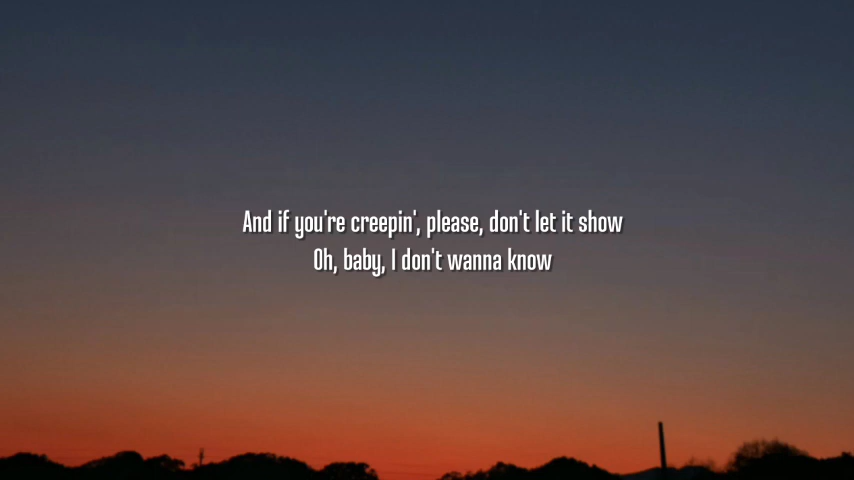 And if you're creepin', please, don't let it show
Oh, baby, I don't wanna know